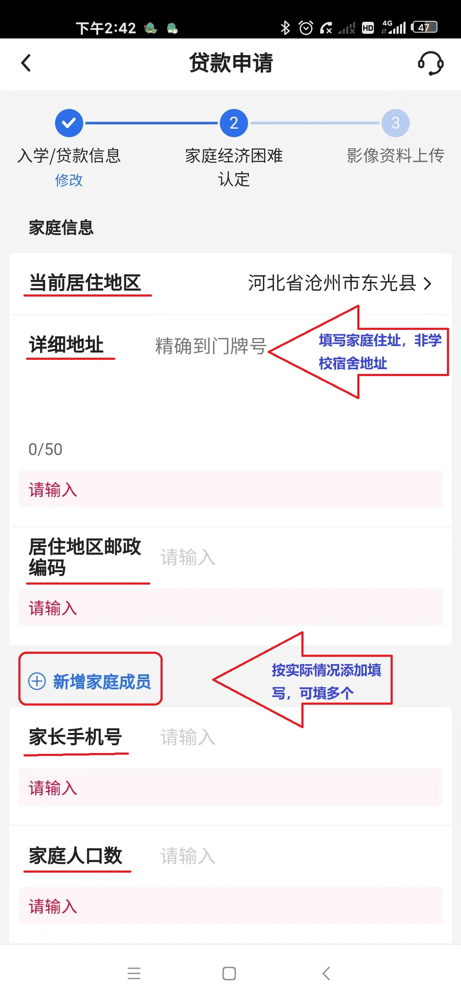 下午2:42
HD
4G
47
贷款申请
2
3
入学/贷款信息
家庭经济困难
认定
影像资料上传
修改
家庭信息
当前居住地区
河北省沧州市东光县
详细地址
精确到门牌号
填写家庭住址，非学
校宿舍地址
0/50
请输入
居住地区邮政
编码
请输入
请输入
新增家庭成员
按实际情况添加填
写，可填多个
家长手机号
请输入
请输入
家庭人口数
请输入
请输入